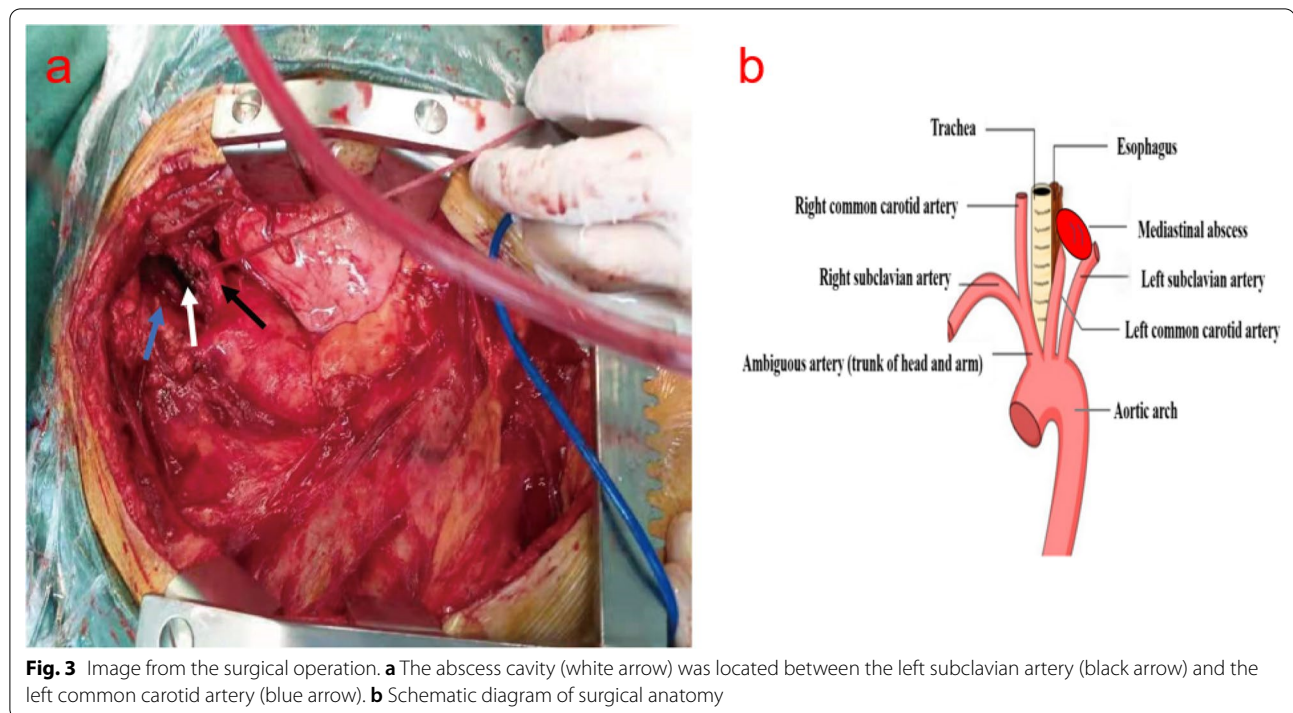 a
b
Trachea
Esophagus
Right common carotid artery
Mediastinal abscess
Right subclavian artery
Left subclavian artery
Left common carotid artery
Ambiguous artery (trunk of head and arm)
Aortic arch
Fig. 3 Image from the surgical operation. a The abscess cavity (white arrow) was located between the left subclavian artery (black arrow) and the
left common carotid artery (blue arrow). b Schematic diagram of surgical anatomy